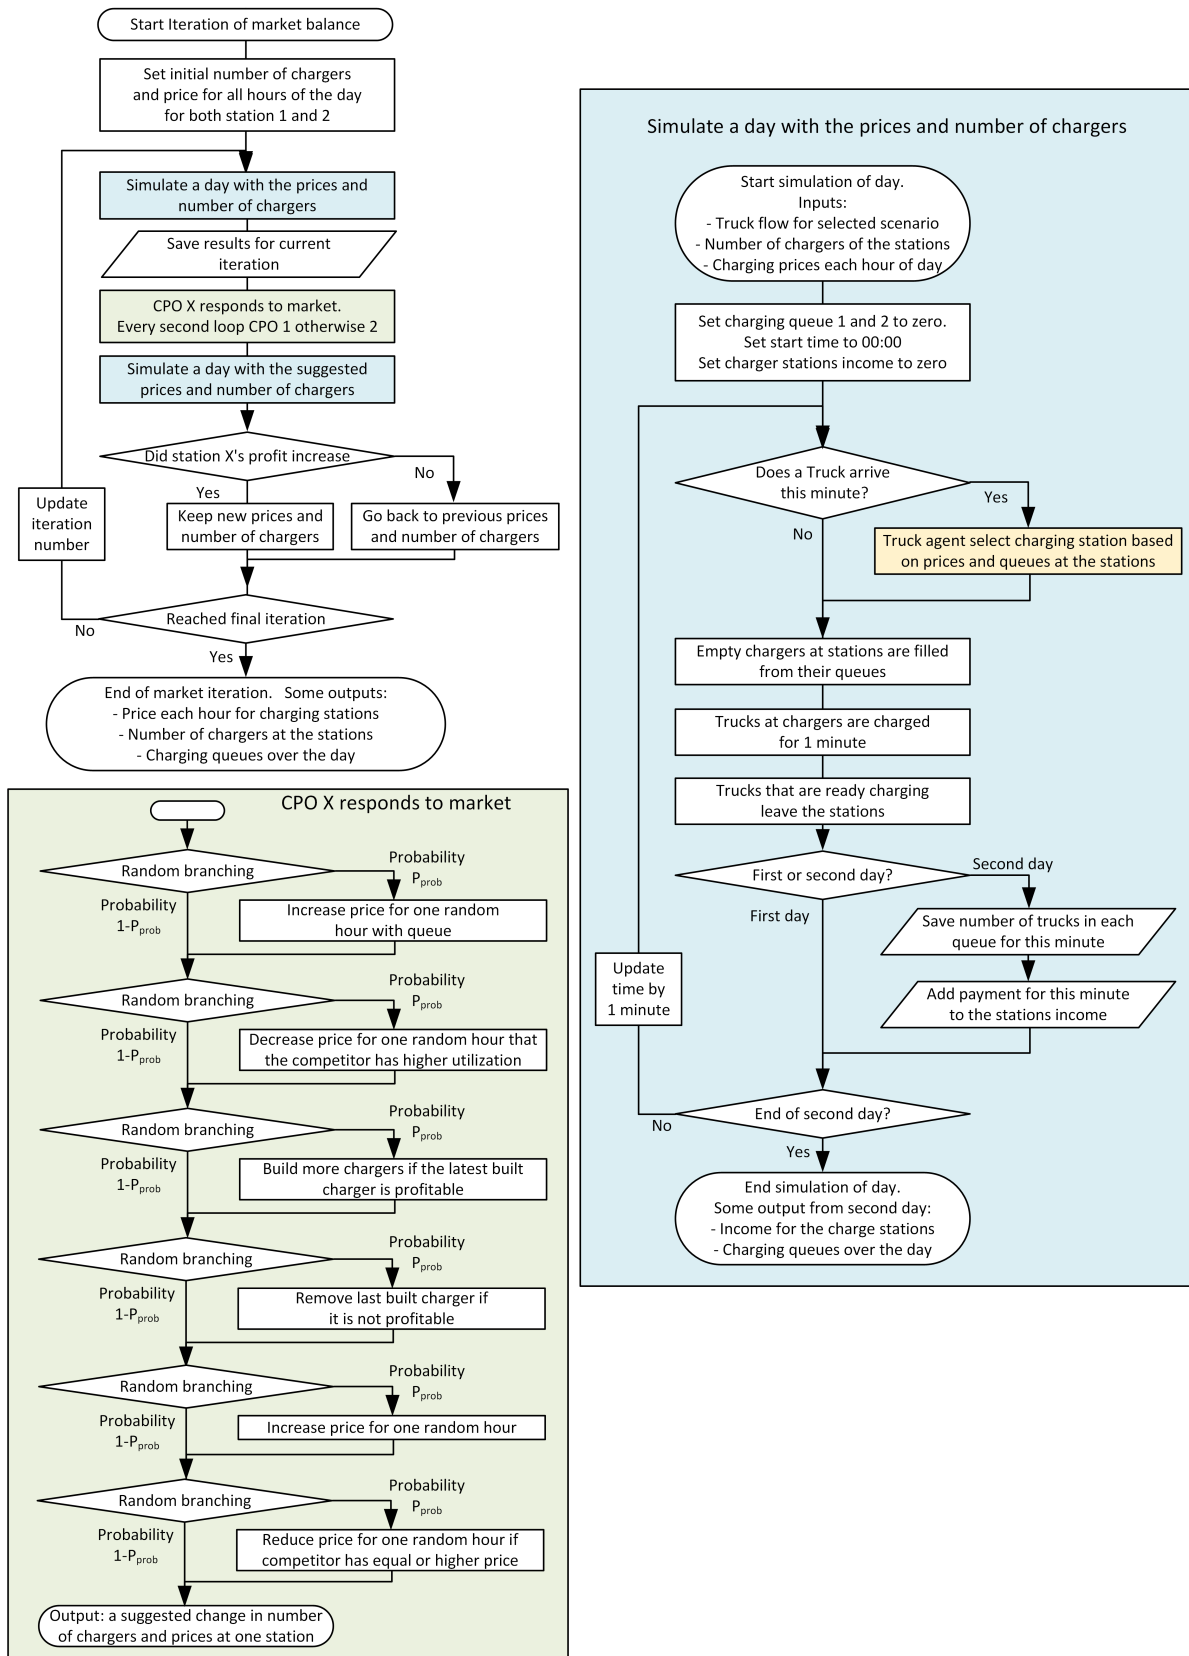 Start Iteration of market balance
Set initial number of chargers
and price for all hours of the day
for both station 1 and 2
Simulate a day with the prices and
number of chargers
Save results for current
iteration
CPO X responds to market.
Every second loop CPO 1 otherwise 2
Simulate a day with the suggested
prices and number of chargers
Did station X's profit increase
No
Yes
Update
iteration
number
Keep new prices and
number of chargers
Go back to previous prices
and number of chargers
Reached final iteration
No
Yes
End of market iteration.   Some outputs:
- Price each hour for charging stations
- Number of chargers at the stations
- Charging queues over the day
CPO X responds to market
Random branching
Probability
P_prob
Probability
1-P_prob
Increase price for one random
hour with queue
Random branching
Probability
P_prob
Probability
1-P_prob
Decrease price for one random hour that
the competitor has higher utilization
Random branching
Probability
P_prob
Probability
1-P_prob
Build more chargers if the latest built
charger is profitable
Random branching
Probability
P_prob
Probability
1-P_prob
Remove last built charger if
it is not profitable
Random branching
Probability
P_prob
Probability
1-P_prob
Increase price for one random hour
Random branching
Probability
P_prob
Probability
1-P_prob
Reduce price for one random hour if
competitor has equal or higher price
Output: a suggested change in number
of chargers and prices at one station
Simulate a day with the prices and number of chargers
Start simulation of day.
Inputs:
- Truck flow for selected scenario
- Number of chargers of the stations
- Charging prices each hour of day
Set charging queue 1 and 2 to zero.
Set start time to 00:00
Set charger stations income to zero
Does a Truck arrive
this minute?
Yes
No
Truck agent select charging station based
on prices and queues at the stations
Empty chargers at stations are filled
from their queues
Trucks at chargers are charged
for 1 minute
Trucks that are ready charging
leave the stations
First or second day?
Second day
First day
Save number of trucks in each
queue for this minute
Add payment for this minute
to the stations income
Update
time by
1 minute
End of second day?
No
Yes
End simulation of day.
Some output from second day:
- Income for the charge stations
- Charging queues over the day